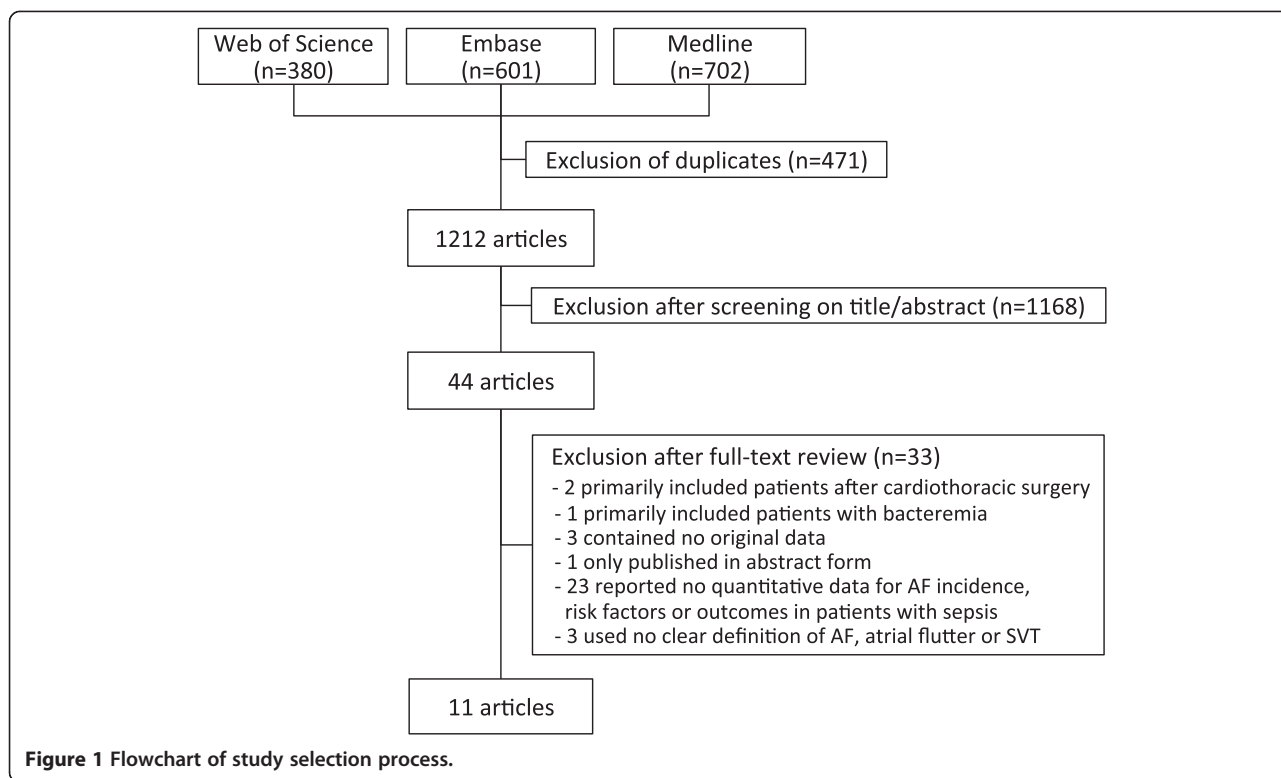 Web of Science
(n=380)
Embase
(n=601)
Medline
(n=702)
Exclusion of duplicates (n=471)
1212 articles
Exclusion after screening on title/abstract (n=1168)
44 articles
Exclusion after full-text review (n=33)
- 2 primarily included patients after cardiothoracic surgery
- 1 primarily included patients with bacteremia
- 3 contained no original data
- 1 only published in abstract form
- 23 reported no quantitative data for AF incidence,
risk factors or outcomes in patients with sepsis
- 3 used no clear definition of AF, atrial flutter or SVT
11 articles
Figure 1 Flowchart of study selection process.